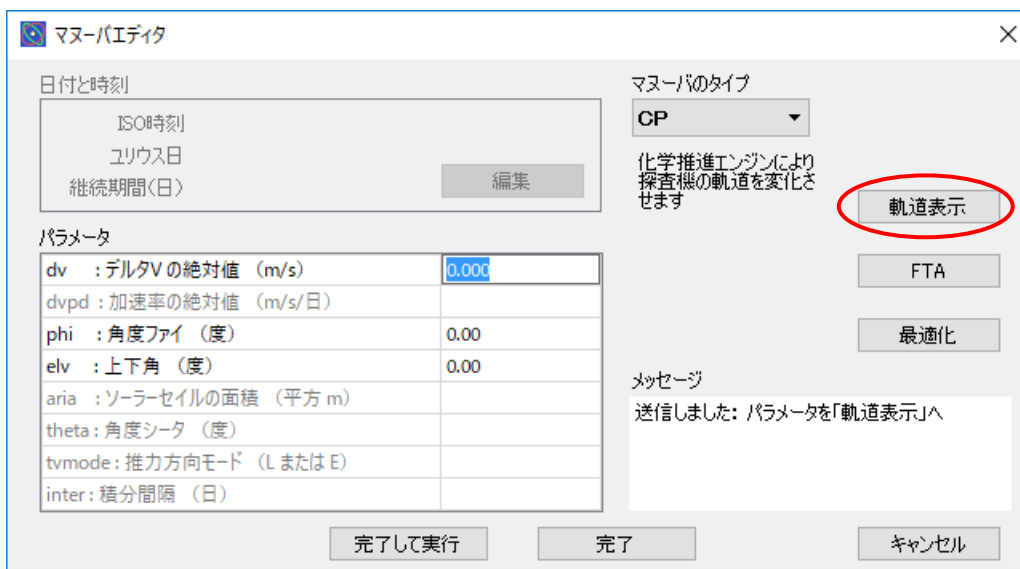 マヌーバエディタ
日付と時刻
ISO時刻
ユリウス日
継続期間(日)
編集
マヌーバのタイプ
CP
化学推進エンジンにより
探査機の軌道を変化さ
せます
軌道表示
FTA
最適化
パラメータ
dv : デルタV の絶対値 (m/s) 0.000
dvpd : 加速率の絶対値 (m/s/日)
phi : 角度ファイ (度) 0.00
elv : 上下角 (度) 0.00
aria : ソーラーセイルの面積 (平方 m)
theta : 角度シータ (度)
tvmode : 推力方向モード (L または E)
inter : 積分間隔 (日)
メッセージ
送信しました: パラメータを「軌道表示」へ
完了して実行
完了
キャンセル